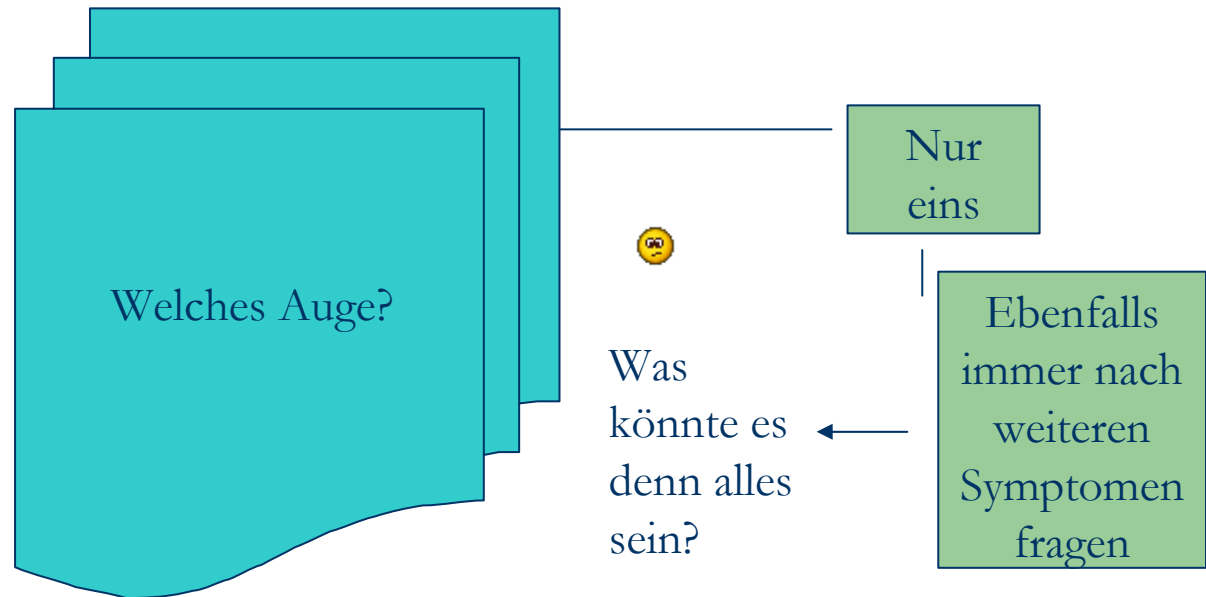 Welches Auge?
Nur
eins
Ebenfalls
immer nach
weiteren
Symptomen
fragen
Was
könnte es
denn alles
sein?